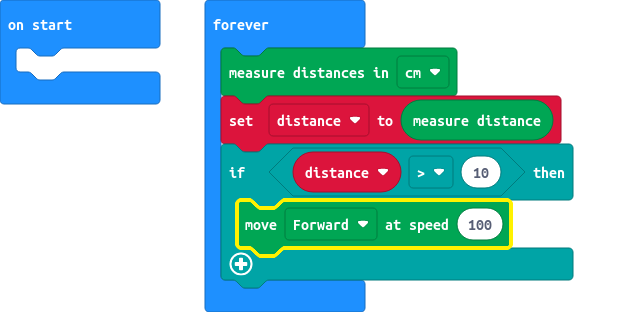 on start
forever
measure distances in cm
set distance to measure distance
if distance > 10 then
move Forward at speed 100